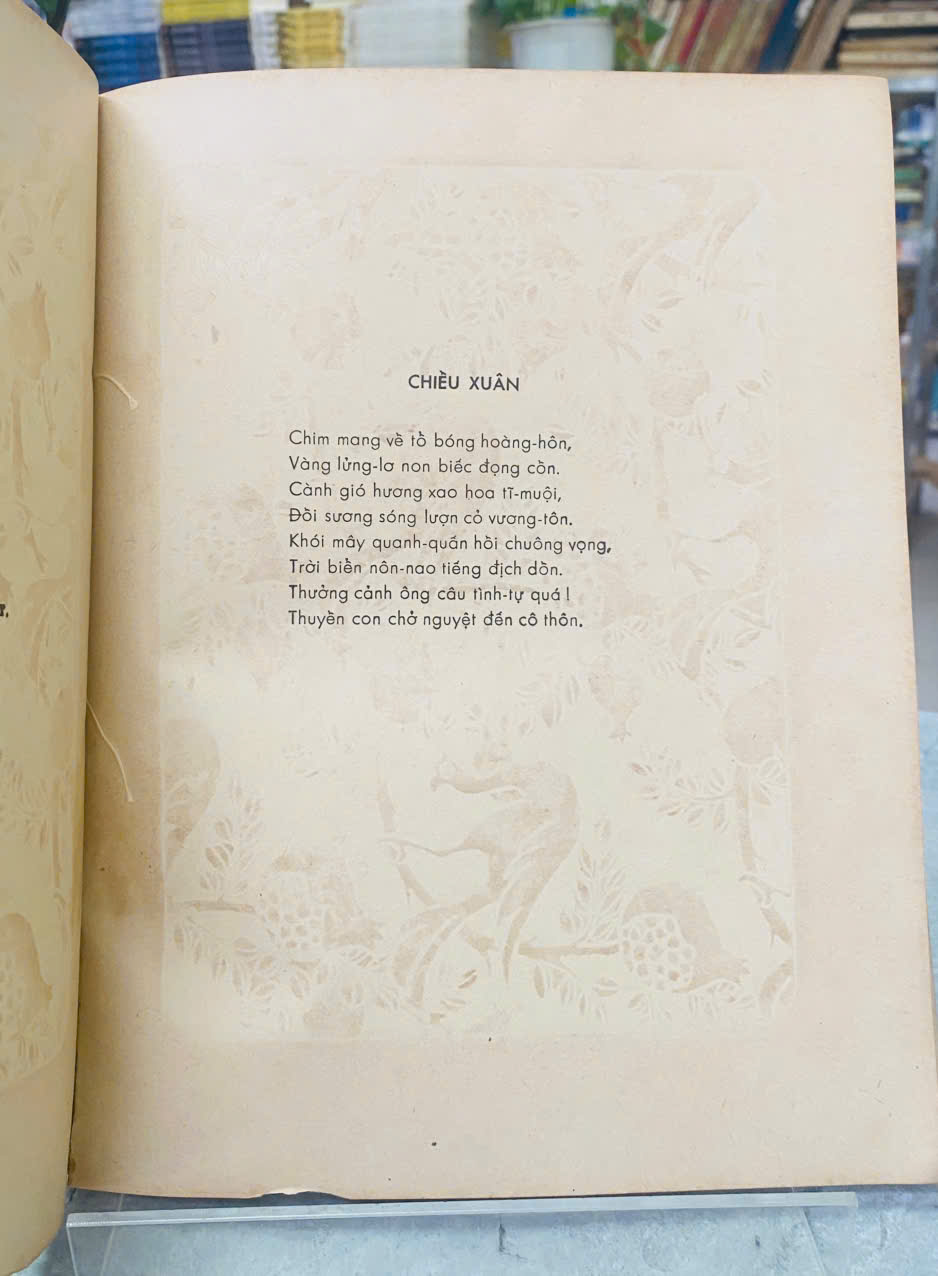 CHIỀU XUÂN
Chim mang về tổ bóng hoàng-hôn,
Vàng lửng-lơ non biếc đọng cồn.
Cành gió hương xao hoa tĩ-muội,
Đồi sương sóng lượn cỏ vương-tôn.
Khói mây quanh-quấn hồi chuông vọng,
Trời biển nôn-nao tiếng địch dồn.
Thưởng cảnh ông câu tình-tự quá!
Thuyền con chở nguyệt đến cô thôn.